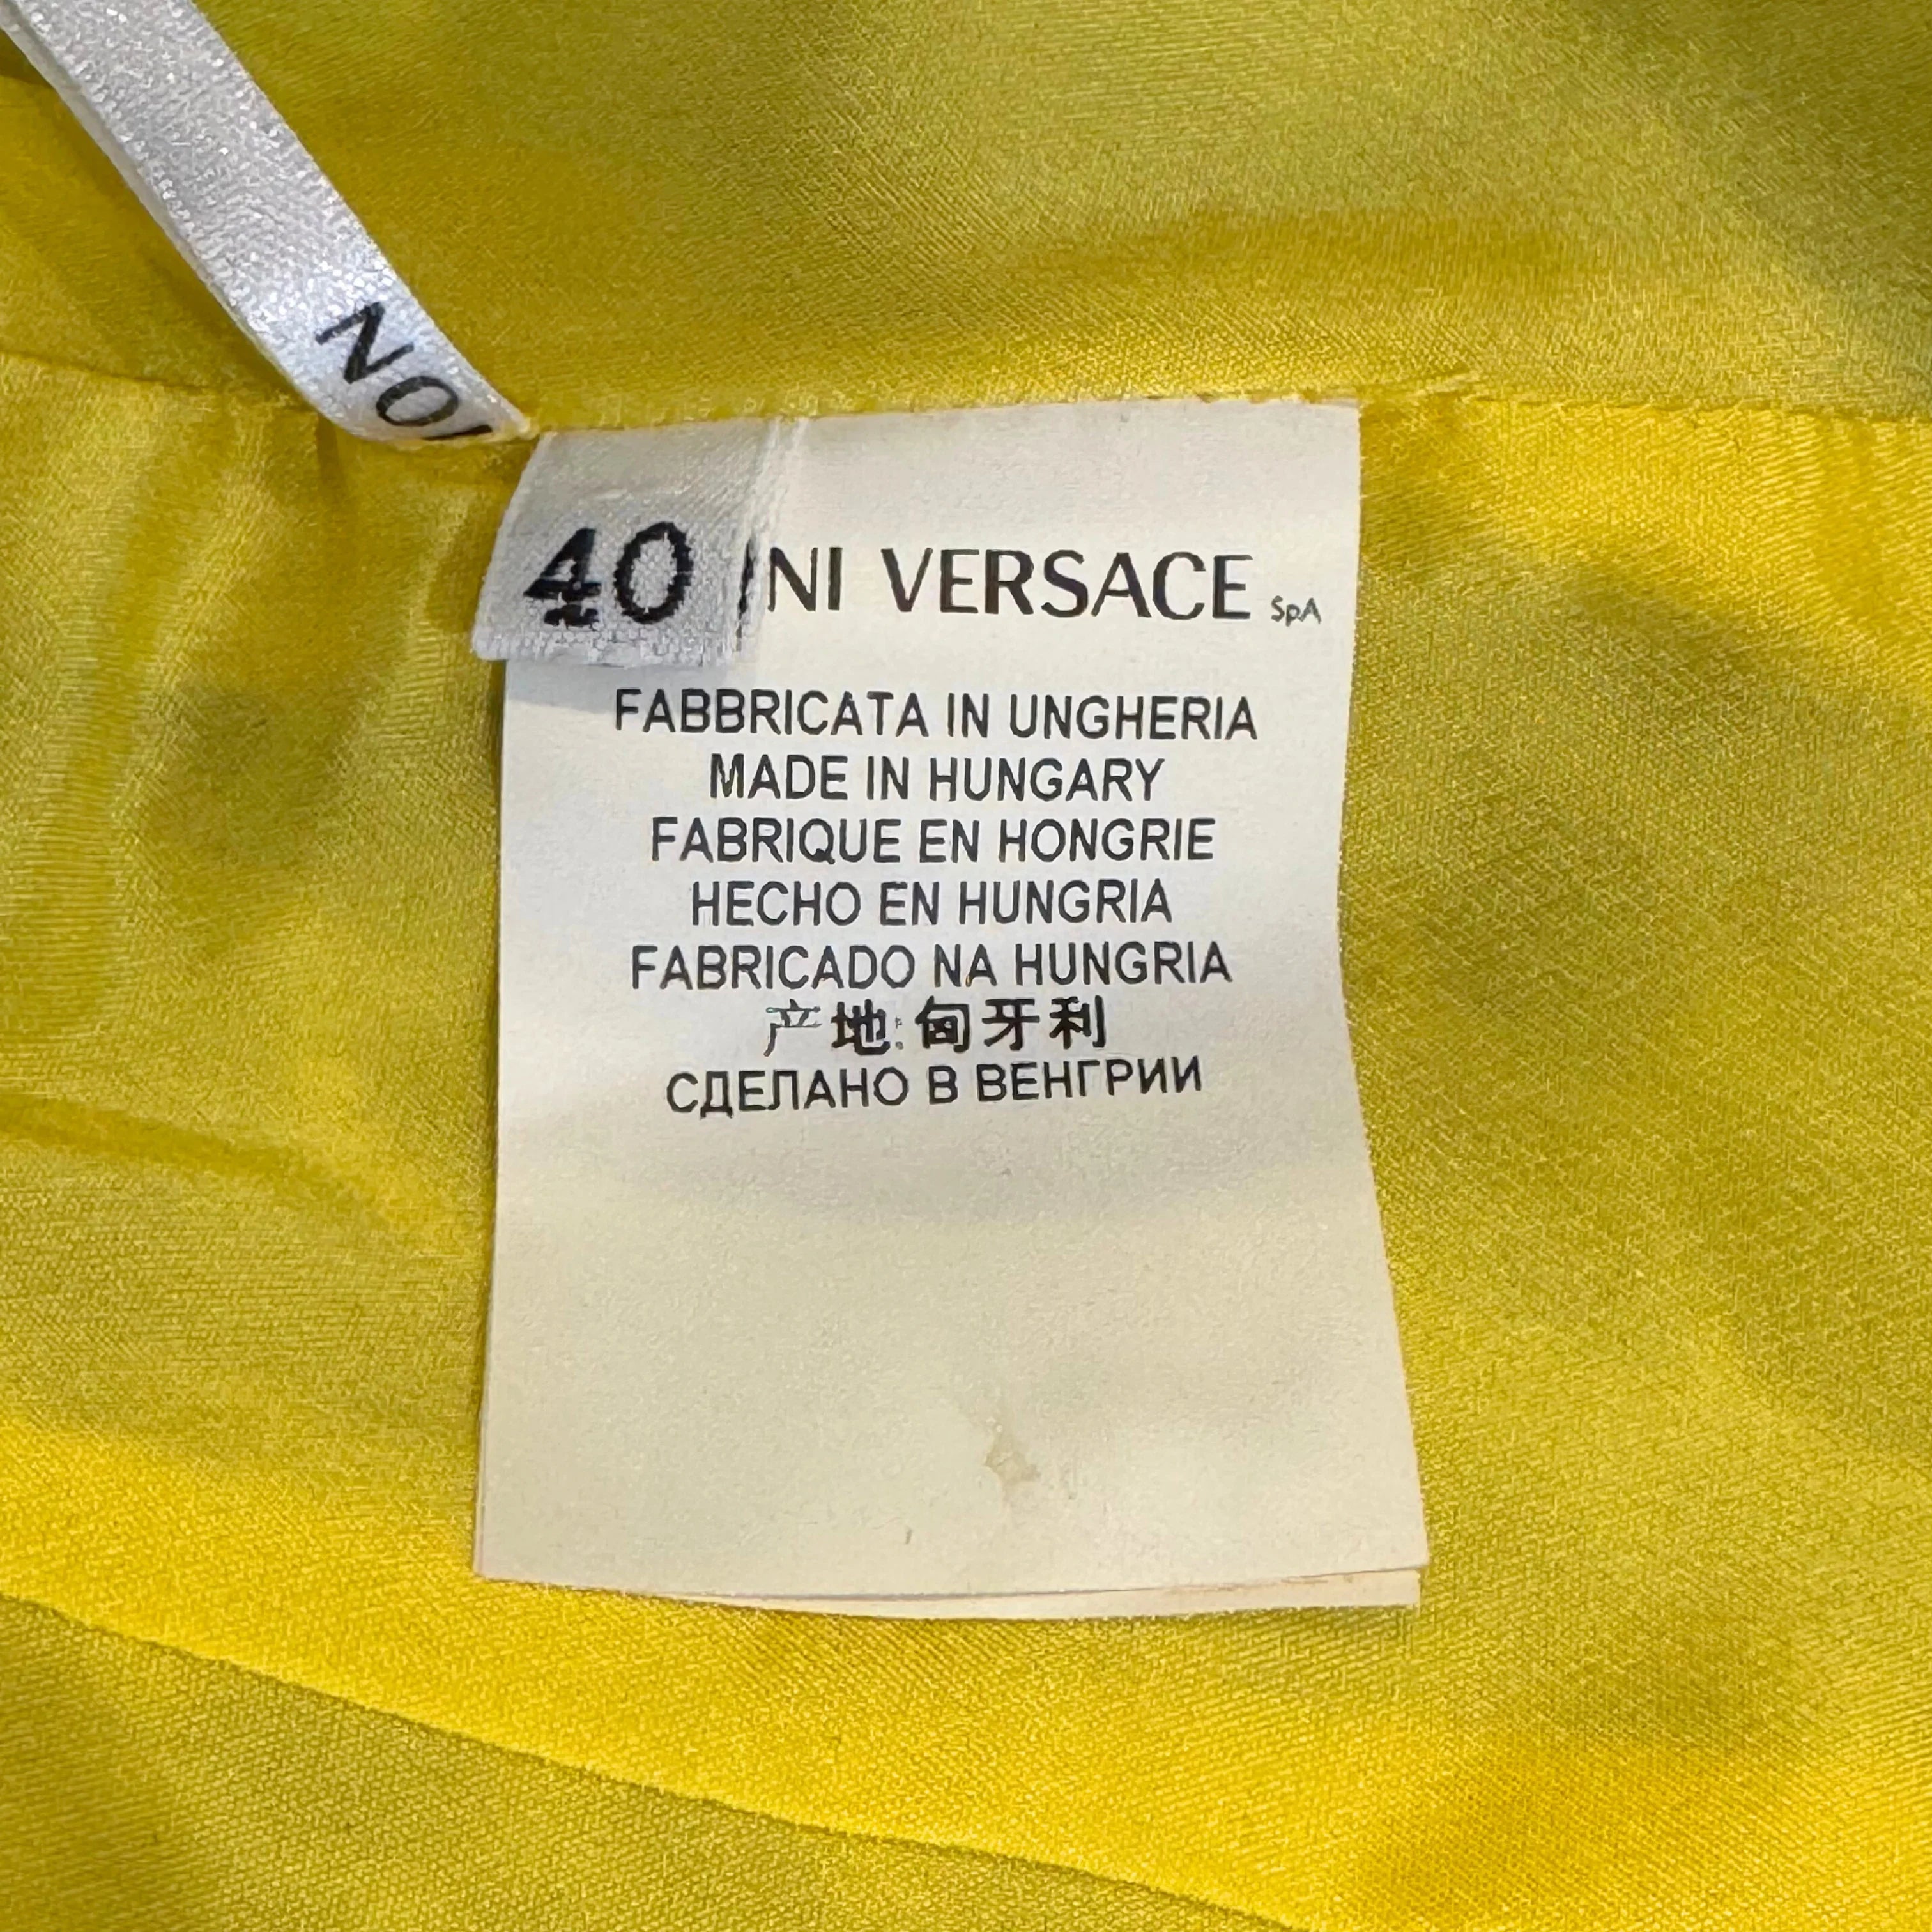 NO
40 NI VERSACE SpA
FABBRICATA IN UNGHERIA
MADE IN HUNGARY
FABRIQUE EN HONGRIE
HECHO EN HUNGRIA
FABRICADO NA HUNGRIA
产地:匈牙利
СДЕЛАНО В ВЕНГРИИ